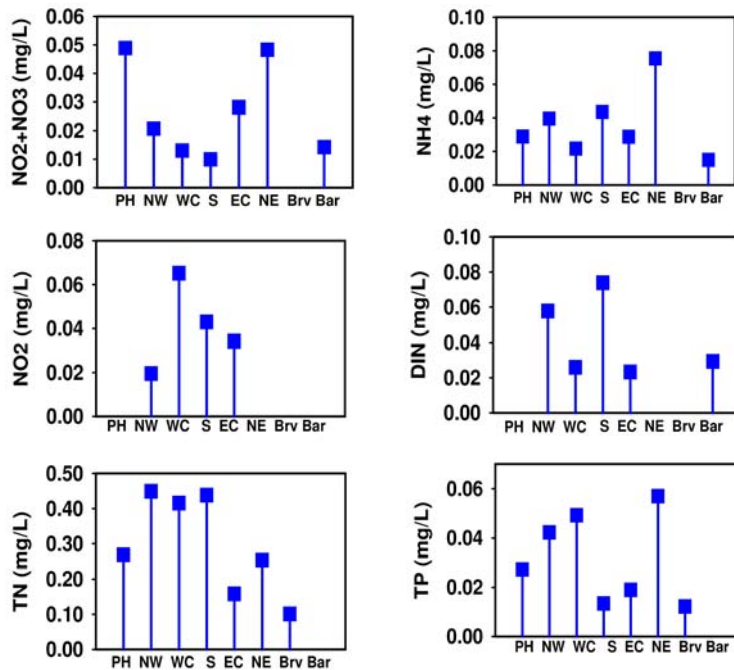 NO2+NO3 (mg/L)
0.06
0.05
0.04
0.03
0.02
0.01
0.00
PH NW WC S EC NE Brv Bar
NH4 (mg/L)
0.10
0.08
0.06
0.04
0.02
0.00
PH NW WC S EC NE Brv Bar
NO2 (mg/L)
0.08
0.06
0.04
0.02
0.00
PH NW WC S EC NE Brv Bar
DIN (mg/L)
0.10
0.08
0.06
0.04
0.02
0.00
PH NW WC S EC NE Brv Bar
TN (mg/L)
0.50
0.40
0.30
0.20
0.10
0.00
PH NW WC S EC NE Brv Bar
TP (mg/L)
0.06
0.04
0.02
0.00
PH NW WC S EC NE Brv Bar